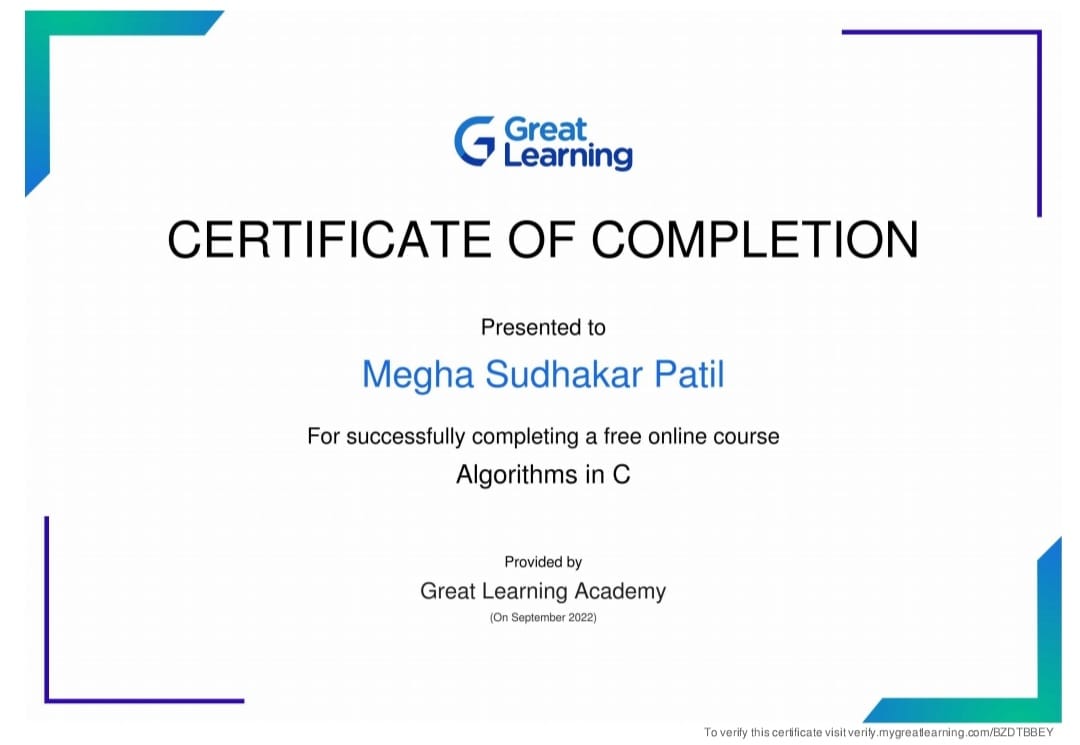 Great
Learning
CERTIFICATE OF COMPLETION
Presented to
Megha Sudhakar Patil
For successfully completing a free online course
Algorithms in C
Provided by
Great Learning Academy
(On September 2022)
To verify this certificate visit verify.mygreatlearning.com/BZDTBBEY